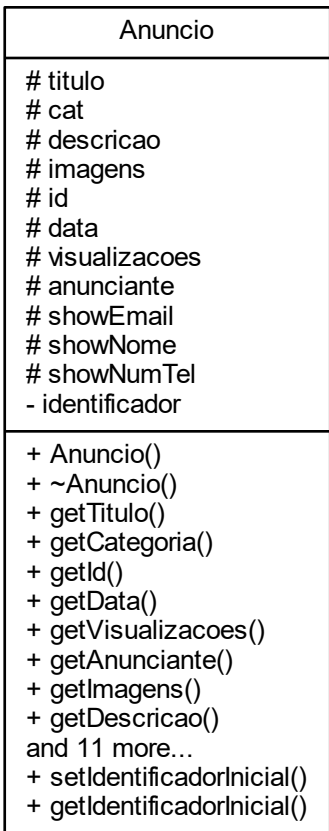 Anuncio
# titulo
# cat
# descricao
# imagens
# id
# data
# visualizacoes
# anunciante
# showEmail
# showNome
# showNumTel
- identificador
+ Anuncio()
+ ~Anuncio()
+ getTitulo()
+ getCategoria()
+ getId()
+ getData()
+ getVisualizacoes()
+ getAnunciante()
+ getImagens()
+ getDescricao()
and 11 more...
+ setIdentificadorInicial()
+ getIdentificadorInicial()